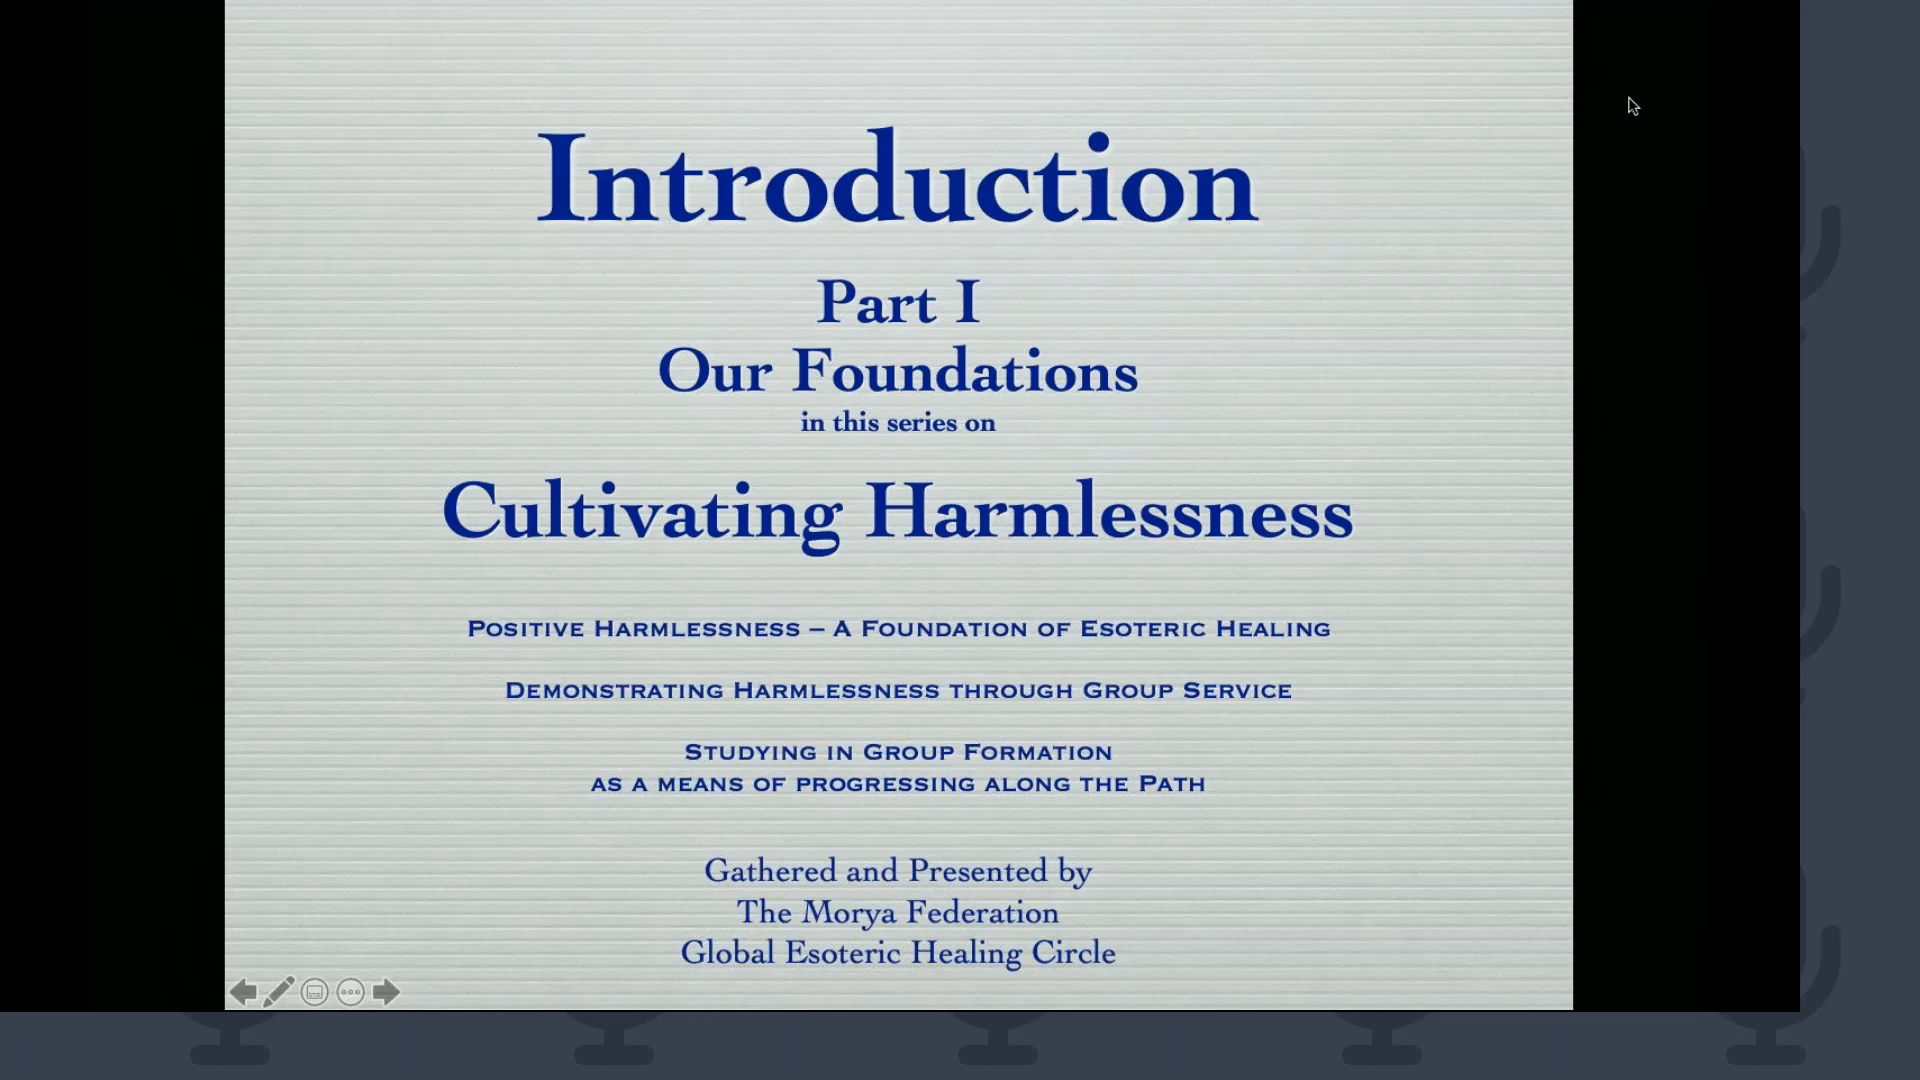 Introduction
Part I
Our Foundations
in this series on
Cultivating Harmlessness
Positive Harmlessness – A Foundation of Esoteric Healing
Demonstrating Harmlessness through Group Service
Studying in Group Formation
as a means of progressing along the Path
Gathered and Presented by
The Morya Federation
Global Esoteric Healing Circle